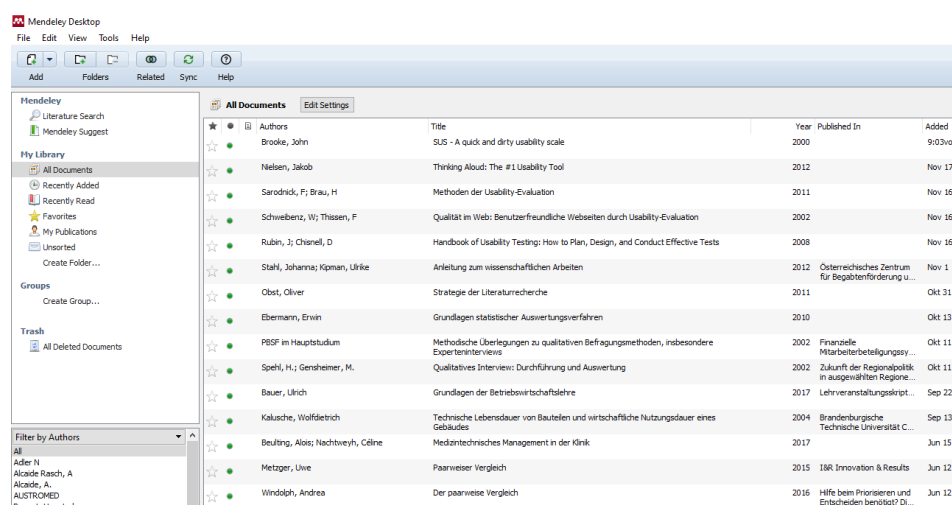 Mendeley Desktop
File Edit View Tools Help
Add Folders Related Sync Help
Mendeley
Literature Search
Mendeley Suggest
My Library
All Documents
Recently Added
Recently Read
Favorites
My Publications
Unsorted
Create Folder...
Groups
Create Group...
Trash
All Deleted Documents
Filter by Authors
All
Adler N
Alcaide Rasch, A
Alcaide, A.
AUSTROMED
All Documents Edit Settings
Authors Title Year Published In Added
Brooke, John SUS - A quick and dirty usability scale 2000 9:03vo
Nielsen, Jakob Thinking Aloud: The #1 Usability Tool 2012 Nov 17
Sarodnick, F; Brau, H Methoden der Usability-Evaluation 2011 Nov 16
Schweibenz, W; Thissen, F Qualität im Web: Benutzerfreundliche Webseiten durch Usability-Evaluation 2002 Nov 16
Rubin, J; Chisnell, D Handbook of Usability Testing: How to Plan, Design, and Conduct Effective Tests 2008 Nov 16
Stahl, Johanna; Kipman, Ulrike Anleitung zum wissenschaftlichen Arbeiten 2012 Österreichisches Zentrum Nov 1
für Begabtenförderung u...
Obst, Oliver Strategie der Literaturrecherche 2011 Okt 31
Ebermann, Erwin Grundlagen statistischer Auswertungsverfahren 2010 Okt 13
PBSF im Hauptstudium Methodische Überlegungen zu qualitativen Befragungsmethoden, insbesondere 2002 Finanzielle Okt 11
Experteninterviews Mitarbeiterbeteiligungssy...
Spehl, H.; Gensheimer, M. Qualitatives Interview: Durchführung und Auswertung 2002 Zukunft der Regionalpolitik Okt 11
in ausgewählten Regione...
Bauer, Ulrich Grundlagen der Betriebswirtschaftslehre 2017 Lehrveranstaltungsskript... Sep 22
Kalusche, Wolfdietrich Technische Lebensdauer von Bauteilen und wirtschaftliche Nutzungsdauer eines 2004 Brandenburgische Sep 13
Gebäudes Technische Universität C...
Beulting, Alois; Nachtweyh, Céline Medizintechnisches Management in der Klinik 2017 Jun 15
Metzger, Uwe Paarweiser Vergleich 2015 I&R Innovation & Results Jun 12
Windolph, Andrea Der paarweise Vergleich 2016 Hilfe beim Priorisieren und Jun 12
Entscheiden benötigt? Di...